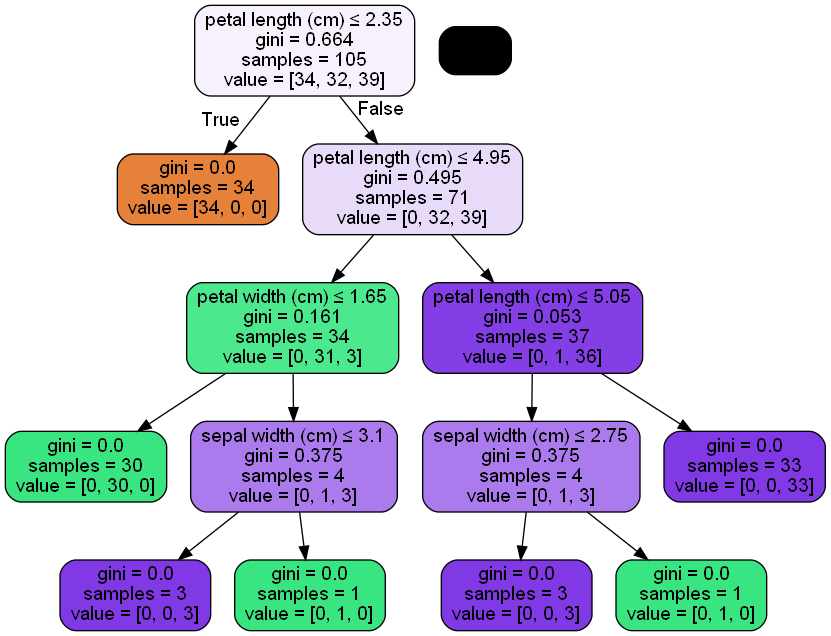 petal length (cm) ≤ 2.35
gini = 0.664
samples = 105
value = [34, 32, 39]
True
False
gini = 0.0
samples = 34
value = [34, 0, 0]
petal length (cm) ≤ 4.95
gini = 0.495
samples = 71
value = [0, 32, 39]
petal width (cm) ≤ 1.65
gini = 0.161
samples = 34
value = [0, 31, 3]
petal length (cm) ≤ 5.05
gini = 0.053
samples = 37
value = [0, 1, 36]
gini = 0.0
samples = 30
value = [0, 30, 0]
sepal width (cm) ≤ 3.1
gini = 0.375
samples = 4
value = [0, 1, 3]
sepal width (cm) ≤ 2.75
gini = 0.375
samples = 4
value = [0, 1, 3]
gini = 0.0
samples = 33
value = [0, 0, 33]
gini = 0.0
samples = 3
value = [0, 0, 3]
gini = 0.0
samples = 1
value = [0, 1, 0]
gini = 0.0
samples = 3
value = [0, 0, 3]
gini = 0.0
samples = 1
value = [0, 1, 0]